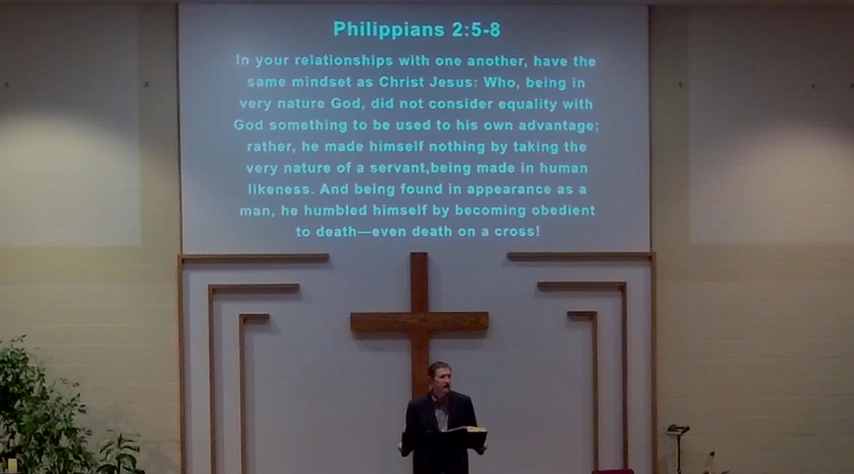 Philippians 2:5-8
In your relationships with one another, have the
same mindset as Christ Jesus: Who, being in
very nature God, did not consider equality with
God something to be used to his own advantage;
rather, he made himself nothing by taking the
very nature of a servant,being made in human
likeness. And being found in appearance as a
man, he humbled himself by becoming obedient
to death—even death on a cross!